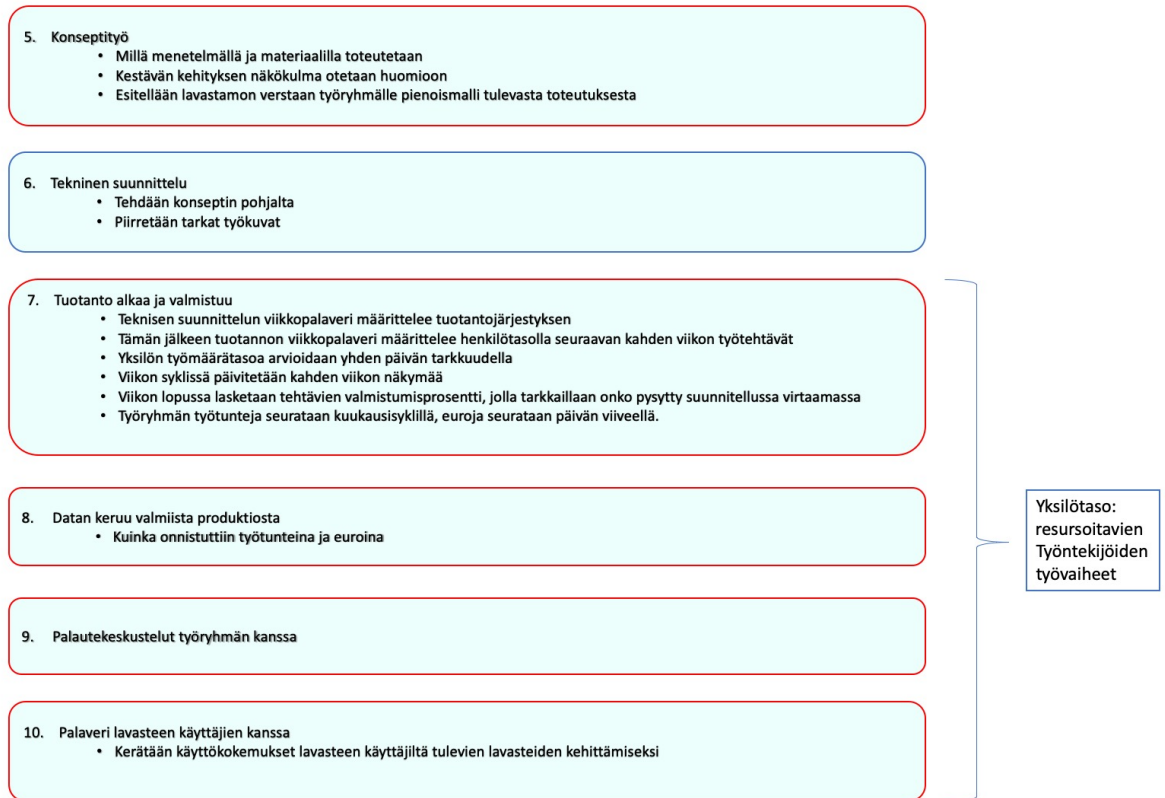 5. Konseptityö
• Millä menetelmällä ja materiaalilla toteutetaan
• Kestävän kehityksen näkökulma otetaan huomioon
• Esitellään lavastamon verstaan työryhmälle pienoismalli tulevasta toteutuksesta
6. Tekninen suunnittelu
• Tehdään konseptin pohjalta
• Piirretään tarkat työkuvat
7. Tuotanto alkaa ja valmistuu
• Teknisen suunnittelun viikkopalaveri määrittelee tuotantojärjestyksen
• Tämän jälkeen tuotannon viikkopalaveri määrittelee henkilötasolla seuraavan kahden viikon työtehtävät
• Yksilön työmäärätasoa arvioidaan yhden päivän tarkkuudella
• Viikon syklissä päivitetään kahden viikon näkymää
• Viikon lopussa lasketaan tehtävien valmistumisprosentti, jolla tarkkaillaan onko pysytty suunnitellussa virtaamassa
• Työryhmän työtunteja seurataan kuukausisyklillä, euroja seurataan päivän viiveellä.
8. Datan keruu valmiista produktiosta
• Kuinka onnistuttiin työtunteina ja euroina
9. Palautekeskustelut työryhmän kanssa
10. Palaveri lavasteen käyttäjien kanssa
• Kerätään käyttökokemukset lavasteen käyttäjiltä tulevien lavasteiden kehittämiseksi
Yksilötaso:
resursoitavien
Työntekijöiden
työvaiheet